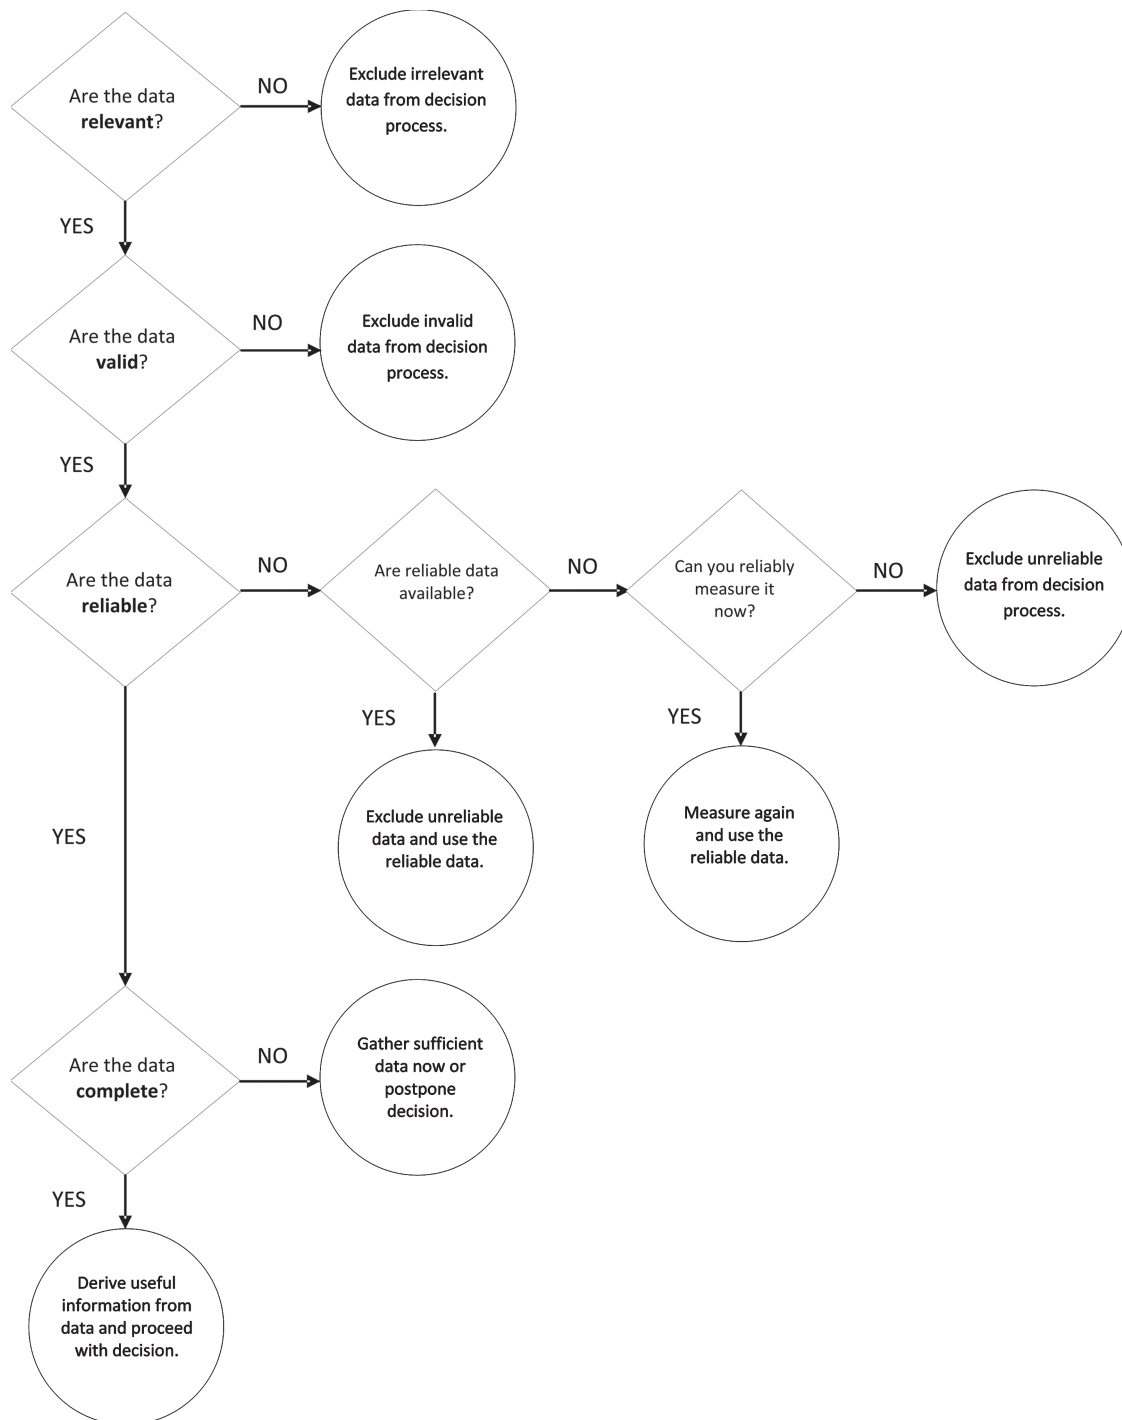 Are the data
relevant?
NO
Exclude irrelevant
data from decision
process.
YES
Are the data
valid?
NO
Exclude invalid
data from decision
process.
YES
Are the data
reliable?
NO
Are reliable data
available?
NO
Can you reliably
measure it
now?
NO
Exclude unreliable
data from decision
process.
YES
Exclude unreliable
data and use the
reliable data.
YES
Measure again
and use the
reliable data.
YES
Are the data
complete?
NO
Gather sufficient
data now or
postpone
decision.
YES
Derive useful
information from
data and proceed
with decision.